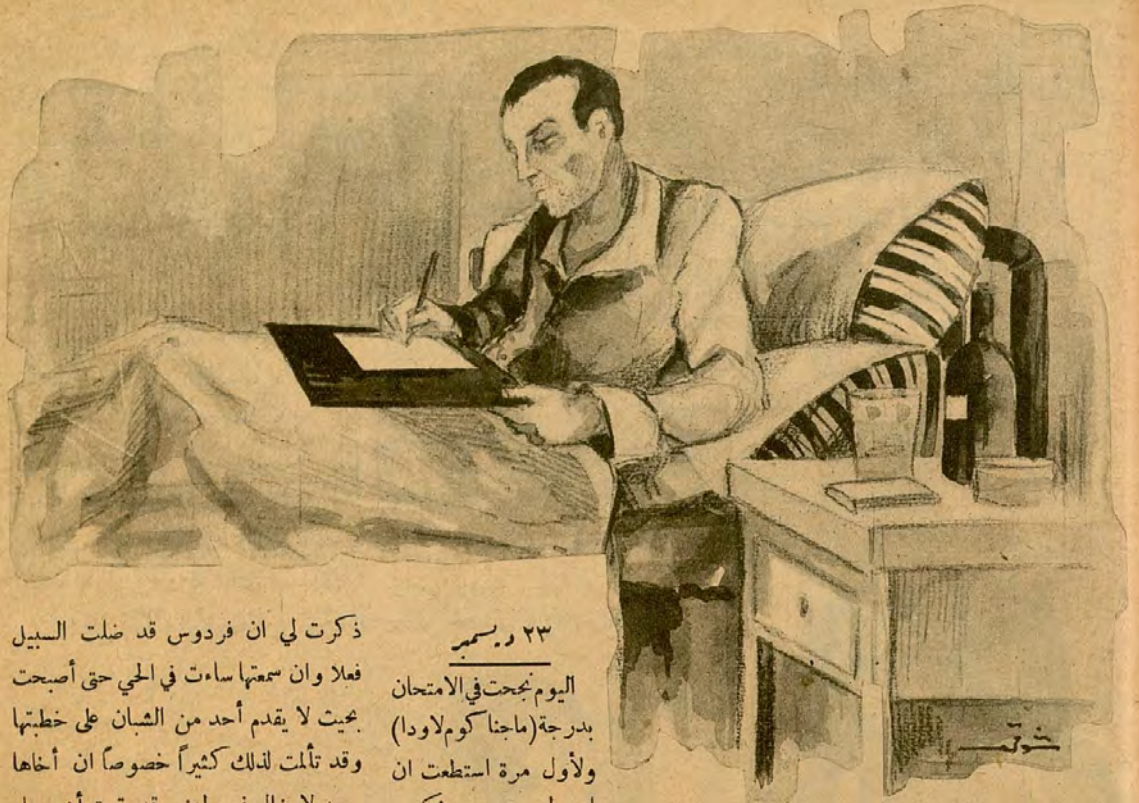 ٢٣ ديسمبر
اليوم نجحت في الامتحان
بدرجة (ماجنا كوم لاودا)
ولأول مرة استطعت ان
ذكرت لي ان فردوس قد ضلت السبيل
فعلا وان سمعتها ساءت في الحي حتى أصبحت
بحيث لا يقدم أحد من الشبان على خطبتها
وقد تألمت لذلك كثيراً خصوصاً ان أخاها